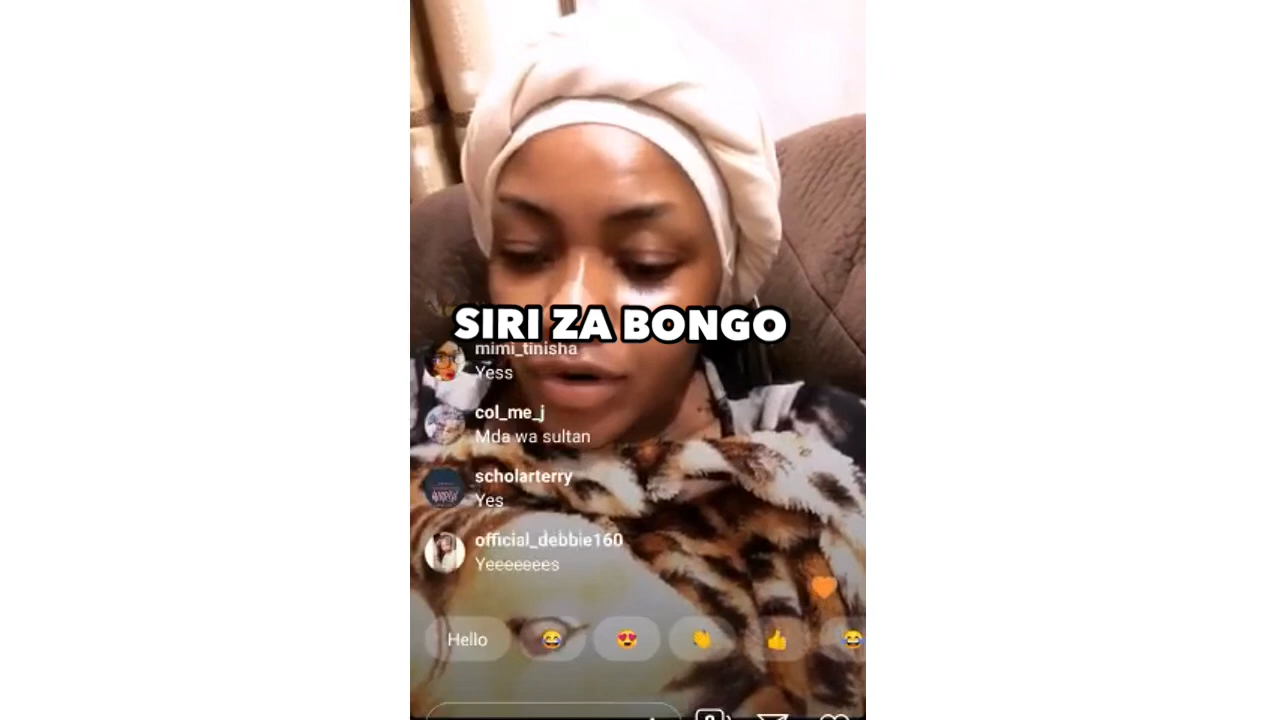 SIRI ZA BONGO
mimi_tinisha
Yess
col_me_j
Mda wa sultan
scholarterry
Yes
official_debbie160
Yeeeeeees
Hello